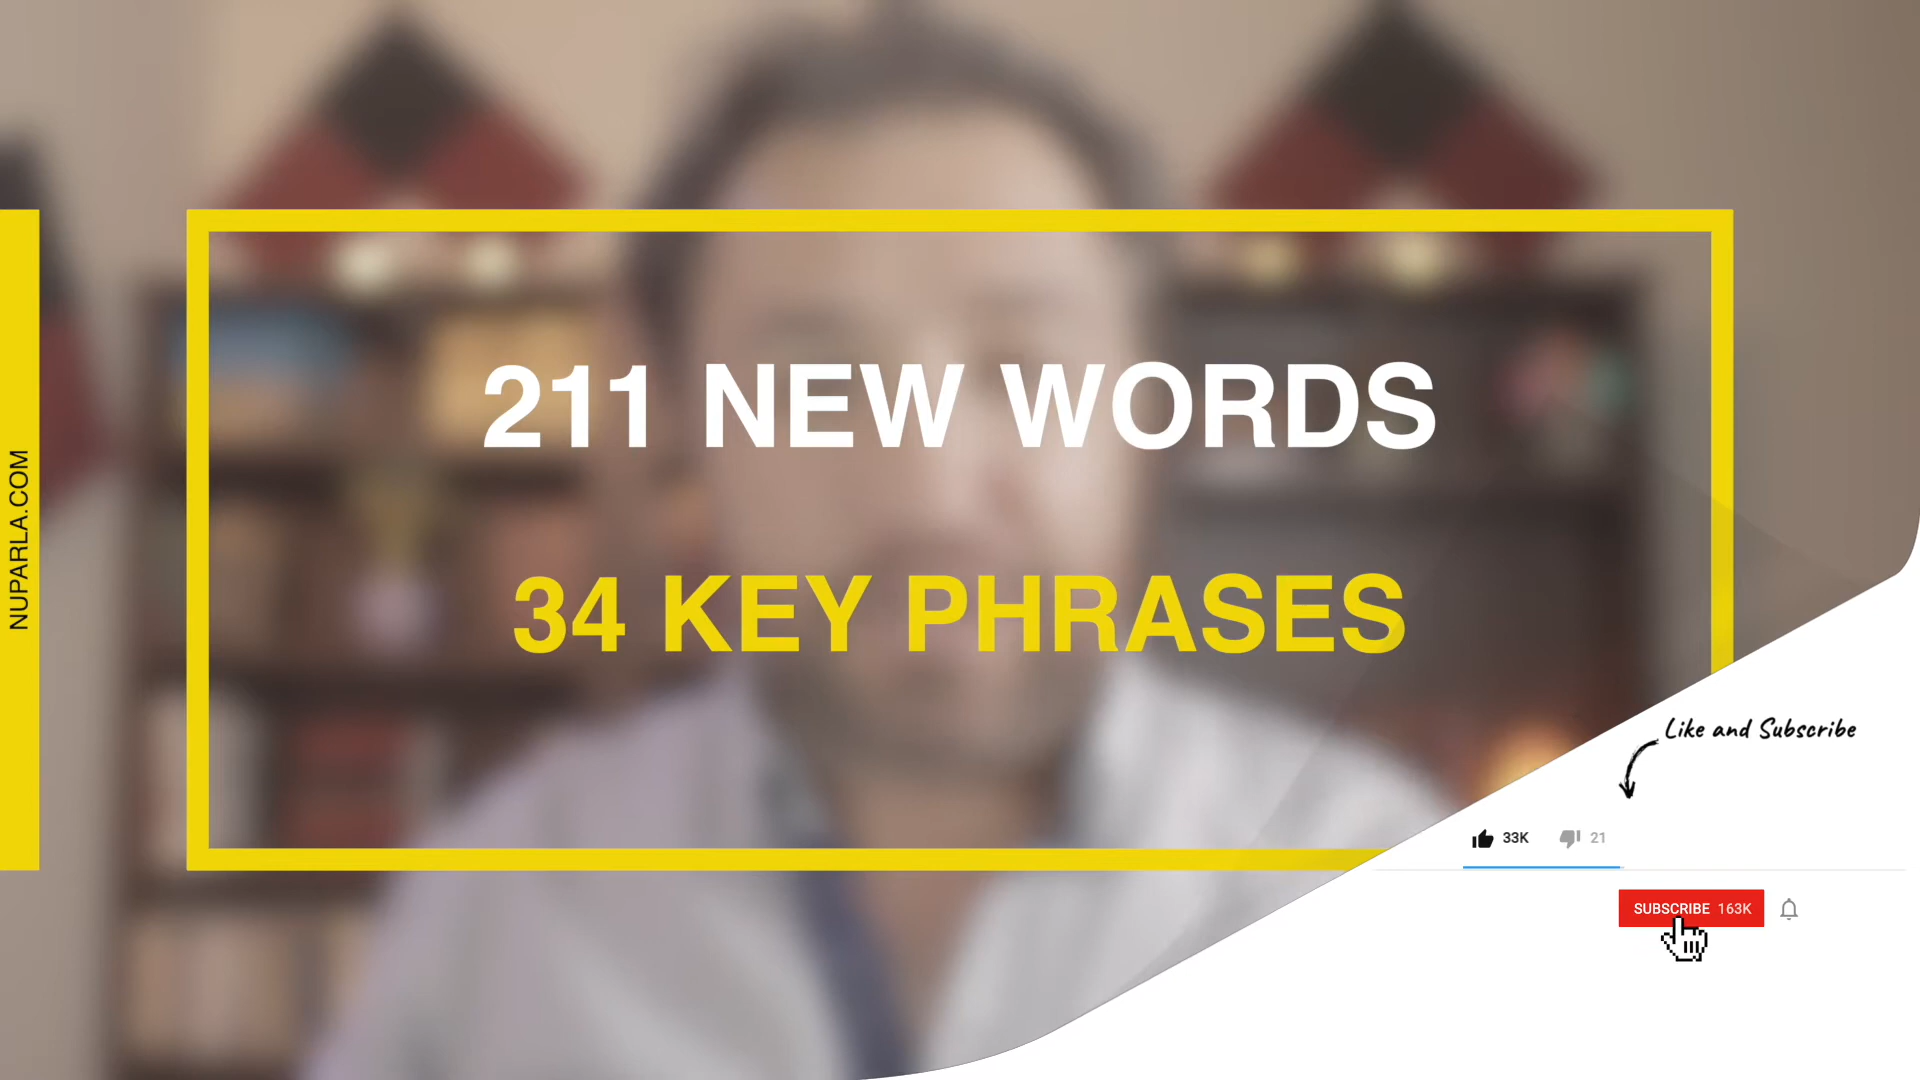 NUPARLA.COM
211 NEW WORDS
34 KEY PHRASES
Like and Subscribe
33K 21
SUBSCRIBE 163K